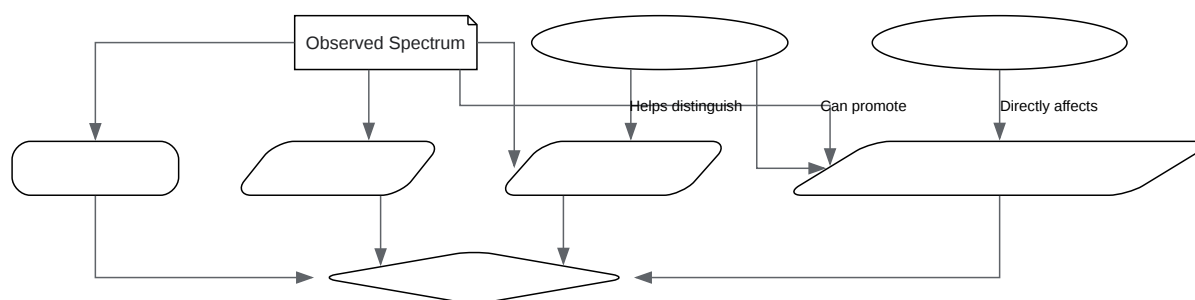 Observed Spectrum
Helps distinguish
Can promote
Directly affects